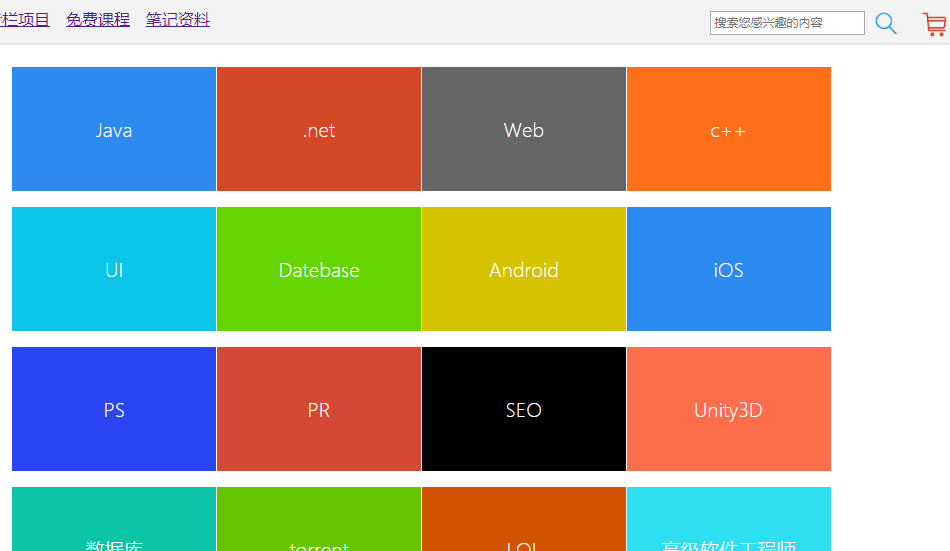 栏项目 免费课程 笔记资料
搜索您感兴趣的内容
Java .net Web c++
UI Datebase Android iOS
PS PR SEO Unity3D
数据库 torrent LOL 高级软件工程师